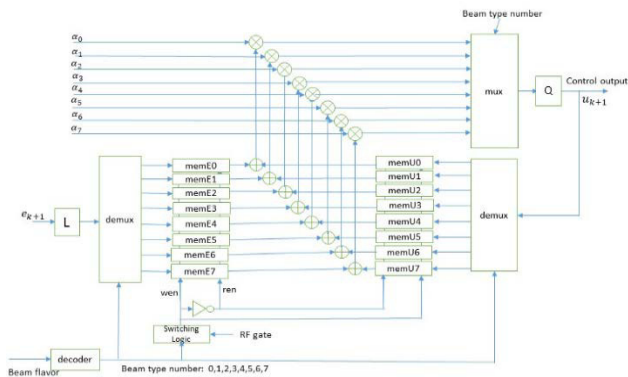 Beam type number
α0
α1
α2
α3
α4
α5
α6
α7
mux
Q
Control output
uk+1
memE0
memE1
memE2
memE3
memE4
memE5
memE6
memE7
memU0
memU1
memU2
memU3
memU4
memU5
memU6
memU7
ek+1
L
demux
demux
wen
ren
Switching
Logic
RF gate
decoder
Beam flavor
Beam type number: 0,1,2,3,4,5,6,7